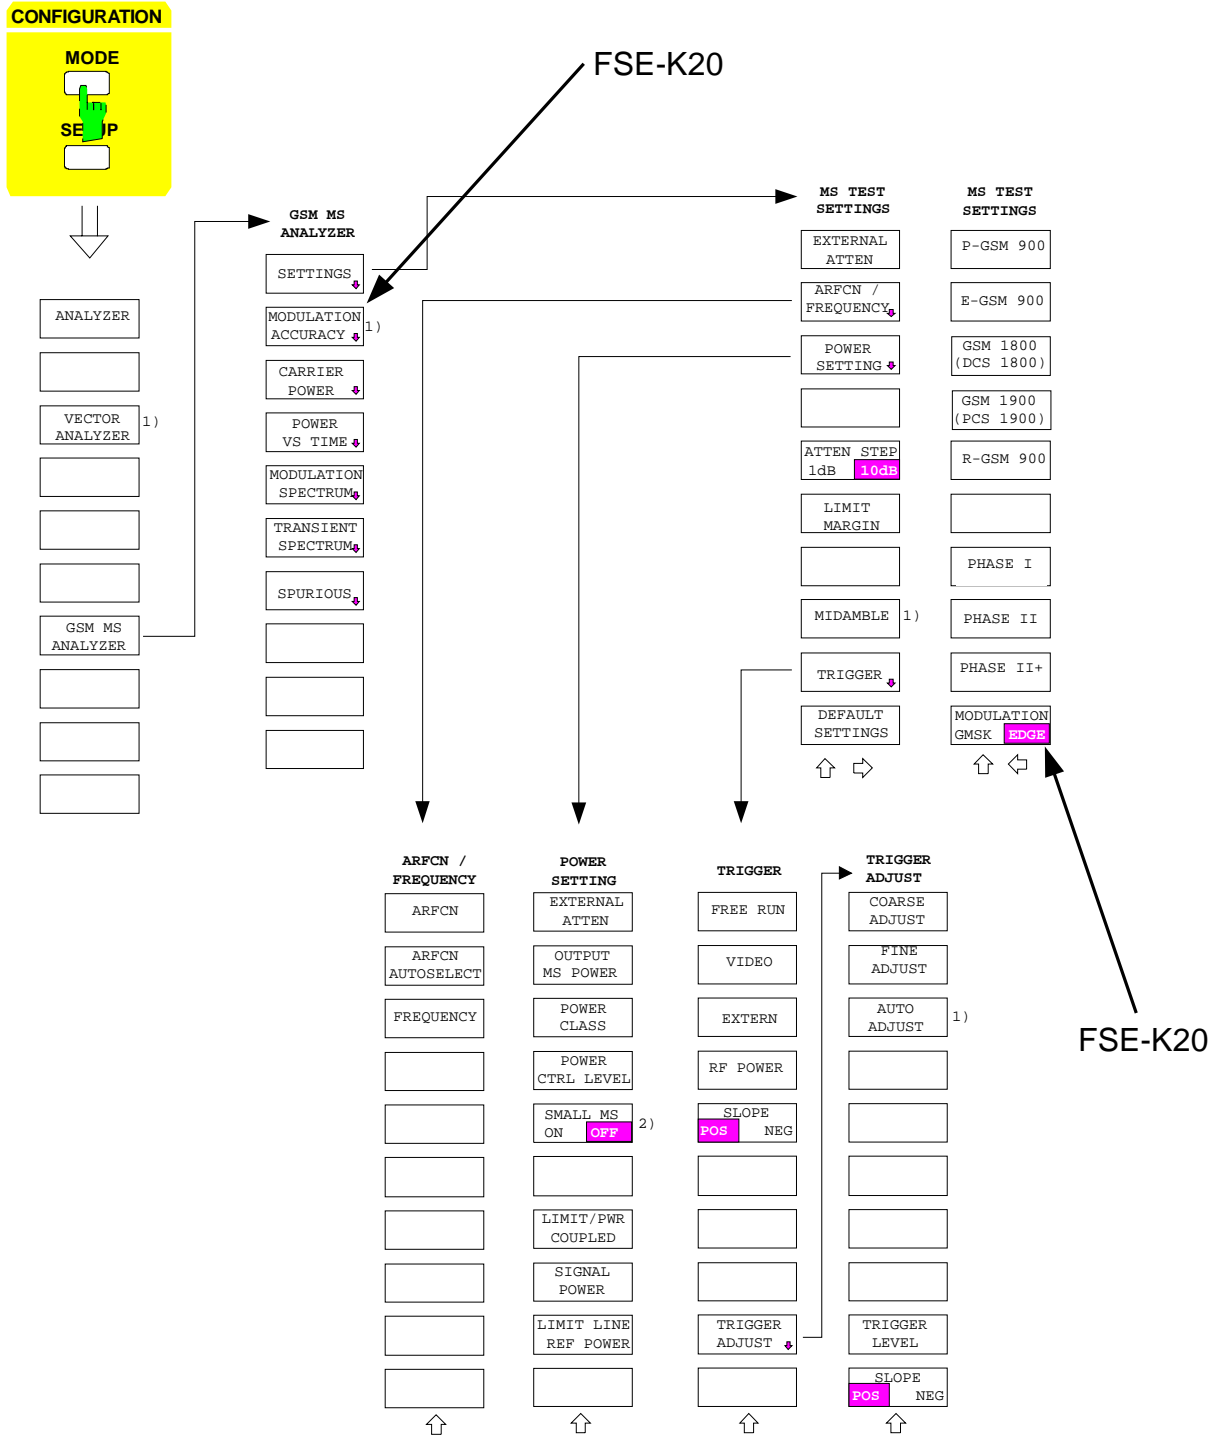 CONFIGURATION
MODE
SETUP
FSE-K20
ANALYZER
VECTOR
ANALYZER
1)
GSM MS
ANALYZER
GSM MS
ANALYZER
SETTINGS
MODULATION
ACCURACY
1)
CARRIER
POWER
POWER
VS TIME
MODULATION
SPECTRUM
TRANSIENT
SPECTRUM
SPURIOUS
MS TEST
SETTINGS
EXTERNAL
ATTEN
ARFCN /
FREQUENCY
POWER
SETTING
ATTEN STEP
1dB 10dB
LIMIT
MARGIN
MIDAMBLE
1)
TRIGGER
DEFAULT
SETTINGS
MS TEST
SETTINGS
P-GSM 900
E-GSM 900
GSM 1800
(DCS 1800)
GSM 1900
(PCS 1900)
R-GSM 900
PHASE I
PHASE II
PHASE II+
MODULATION
GMSK EDGE
FSE-K20
ARFCN /
FREQUENCY
ARFCN
ARFCN
AUTOSELECT
FREQUENCY
POWER
SETTING
EXTERNAL
ATTEN
OUTPUT
MS POWER
POWER
CLASS
POWER
CTRL LEVEL
SMALL MS
ON OFF
2)
LIMIT/PWR
COUPLED
SIGNAL
POWER
LIMIT LINE
REF POWER
TRIGGER
FREE RUN
VIDEO
EXTERN
RF POWER
SLOPE
POS NEG
TRIGGER
ADJUST
TRIGGER
ADJUST
COARSE
ADJUST
FINE
ADJUST
AUTO
ADJUST
1)
TRIGGER
LEVEL
SLOPE
POS NEG